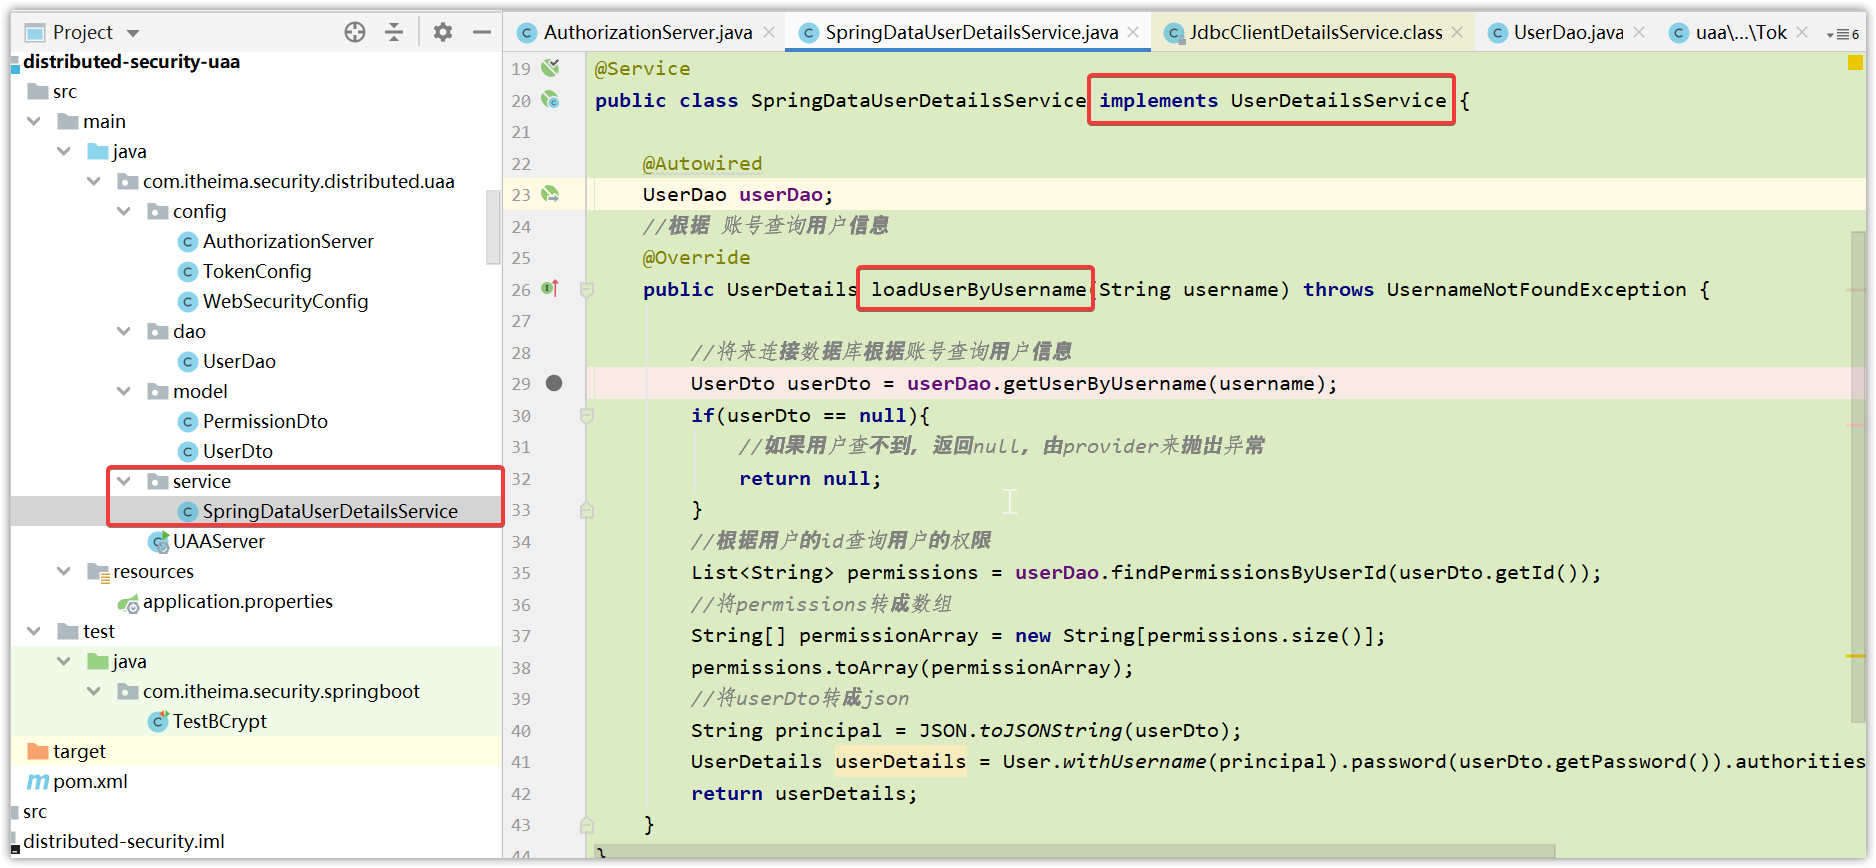 Project
distributed-security-uaa
src
main
java
com.itheima.security.distributed.uaa
config
AuthorizationServer
TokenConfig
WebSecurityConfig
dao
UserDao
model
PermissionDto
UserDto
service
SpringDataUserDetailsService
UAAServer
resources
application.properties
test
java
com.itheima.security.springboot
TestBCrypt
target
pom.xml
src
distributed-security.iml
AuthorizationServer.java SpringDataUserDetailsService.java JdbcClientDetailsService.class UserDao.java uaa\...\Tok 6
19 @Service
20 public class SpringDataUserDetailsService implements UserDetailsService {
21
22 @Autowired
23 UserDao userDao;
24 //根据 账号查询用户信息
25 @Override
26 public UserDetails loadUserByUsername(String username) throws UsernameNotFoundException {
27
28 //将来连接数据库根据账号查询用户信息
29 UserDto userDto = userDao.getUserByUsername(username);
30 if(userDto == null){
31 //如果用户查不到，返回null，由provider来抛出异常
32 return null;
33 }
34 //根据用户的id查询用户的权限
35 List<String> permissions = userDao.findPermissionsByUserId(userDto.getId());
36 //将permissions转成数组
37 String[] permissionArray = new String[permissions.size()];
38 permissions.toArray(permissionArray);
39 //将userDto转成json
40 String principal = JSON.toJSONString(userDto);
41 UserDetails userDetails = User.withUsername(principal).password(userDto.getPassword()).authorities
42 return userDetails;
43 }
44 }